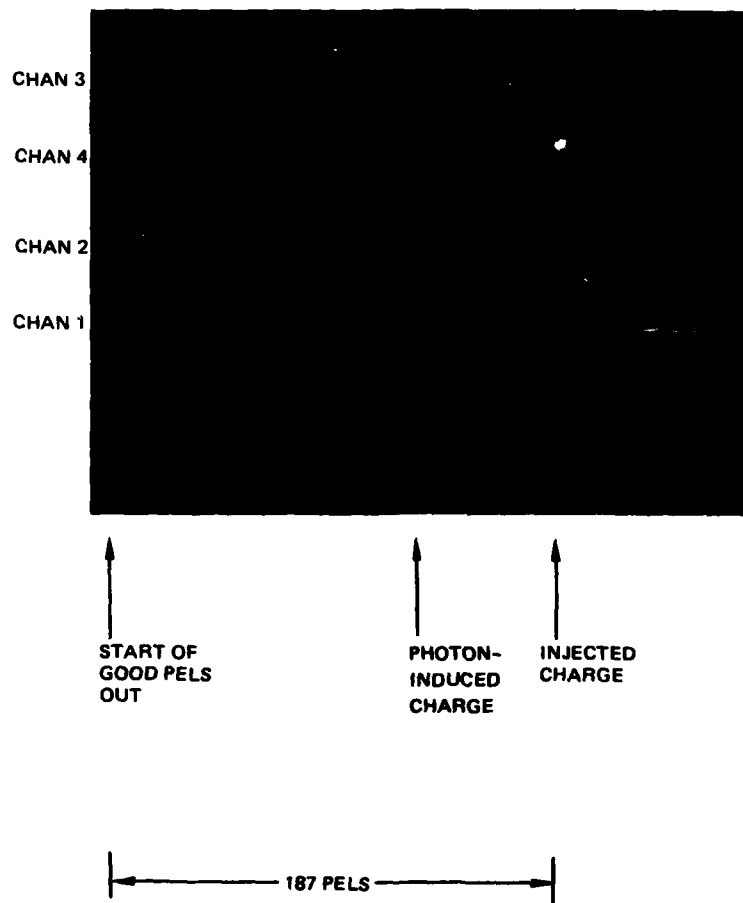 CHAN 3
CHAN 4
CHAN 2
CHAN 1
START OF
GOOD PELS
OUT
PHOTON-
INDUCED
CHARGE
INJECTED
CHARGE
187 PELS